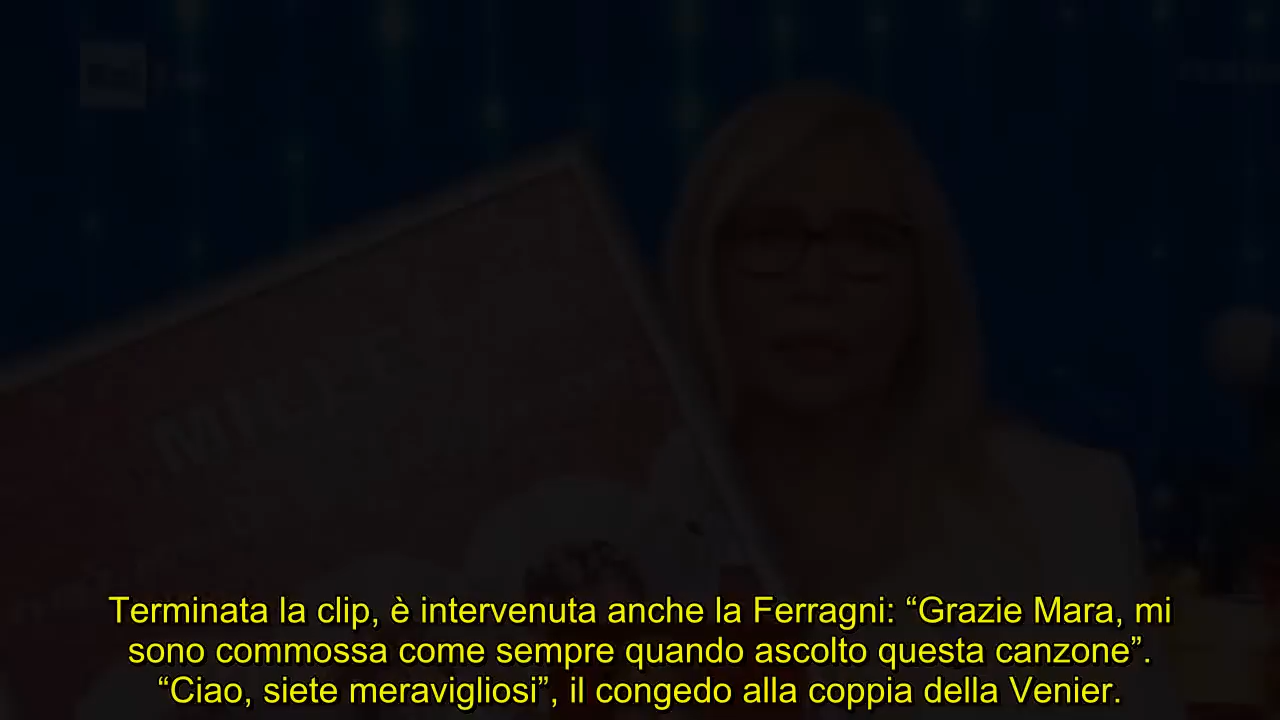 Terminata la clip, è intervenuta anche la Ferragni: “Grazie Mara, mi
sono commossa come sempre quando ascolto questa canzone”.
“Ciao, siete meravigliosi”, il congedo alla coppia della Venier.